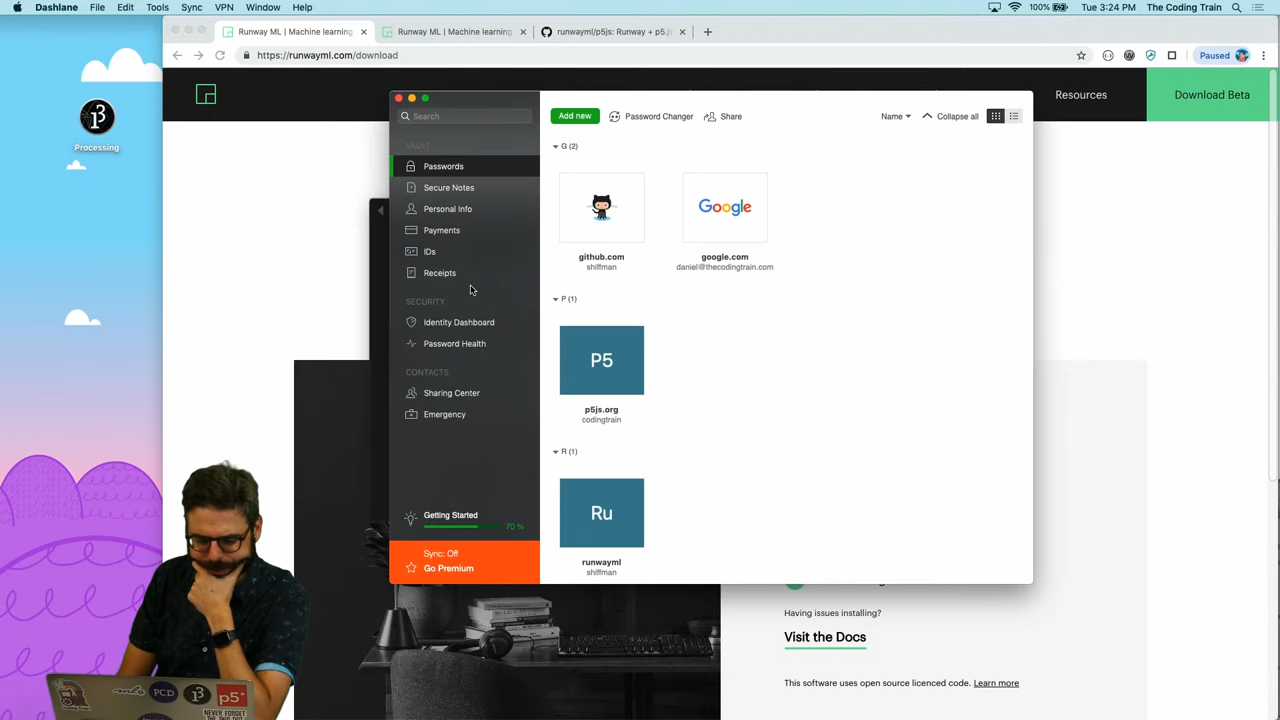 Dashlane File Edit Tools Sync VPN Window Help
100% Tue 3:24 PM The Coding Train
Runway ML | Machine learning
Runway ML | Machine learning
runwayml/p5js: Runway + p5.js
https://runwayml.com/download
Paused
Resources
Download Beta
Processing
Search
VAULT
Passwords
Secure Notes
Personal Info
Payments
IDs
Receipts
SECURITY
Identity Dashboard
Password Health
CONTACTS
Sharing Center
Emergency
Getting Started
70 %
Sync: Off
Go Premium
Add new
Password Changer
Share
Name
Collapse all
G (2)
github.com
shiffman
Google
google.com
daniel@thecodingtrain.com
P (1)
P5
p5js.org
codingtrain
R (1)
Ru
runwayml
shiffman
Having issues installing?
Visit the Docs
This software uses open source licenced code. Learn more
PCD
p5*
NEVER FORGET